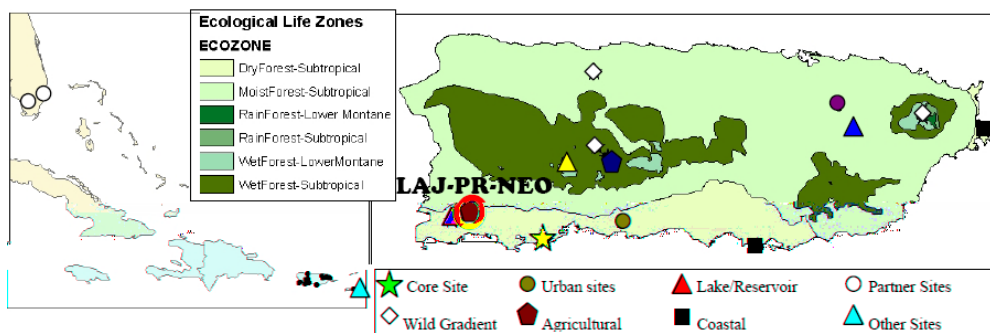 Ecological Life Zones
ECOZONE
DryForest-Subtropical
MoistForest-Subtropical
RainForest-Lower Montane
RainForest-Subtropical
WetForest-LowerMontane
WetForest-Subtropical
LAJ-PR-NEO
Core Site
Urban sites
Lake/Reservoir
Partner Sites
Wild Gradient
Agricultural
Coastal
Other Sites